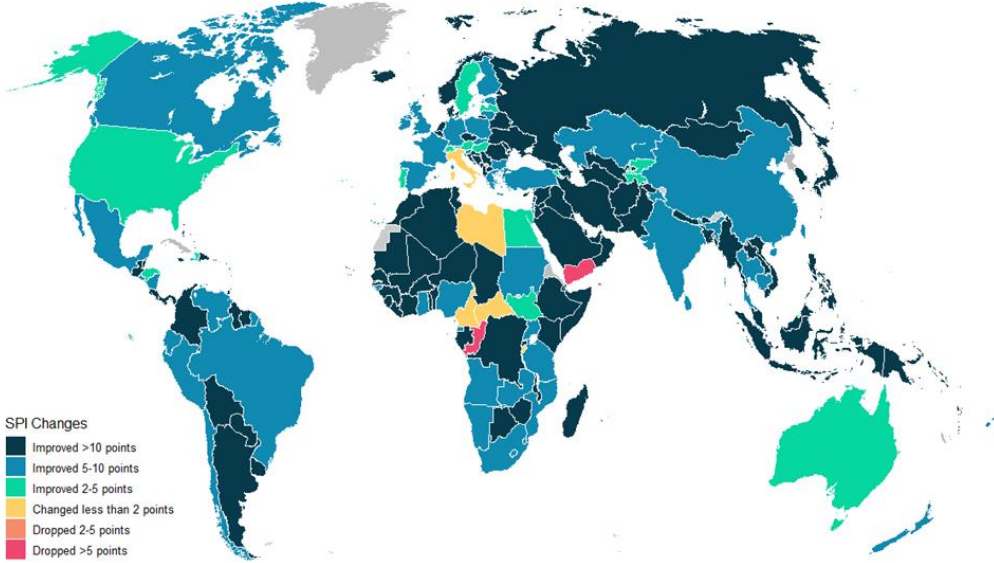 SPI Changes
Improved >10 points
Improved 5-10 points
Improved 2-5 points
Changed less than 2 points
Dropped 2-5 points
Dropped >5 points